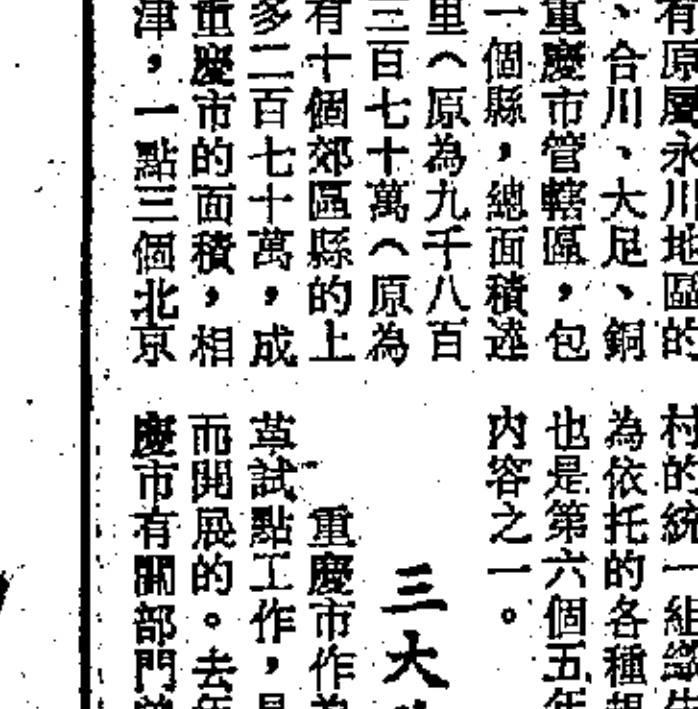 有原屬永川地區的
、合川、大足、銅
重慶市管轄區，包
一個縣，總面積達
里（原為九千八百
三百七十萬（原為
有十個郊區縣的上
多二百七十萬，成
重慶市的面積，相
津，一點三個北京
村的統一組織
為依托的各種
也是第六個五年
內容之一。
三大
重慶市作為
革試點工作，是
而開展的。去年
慶市有關部門